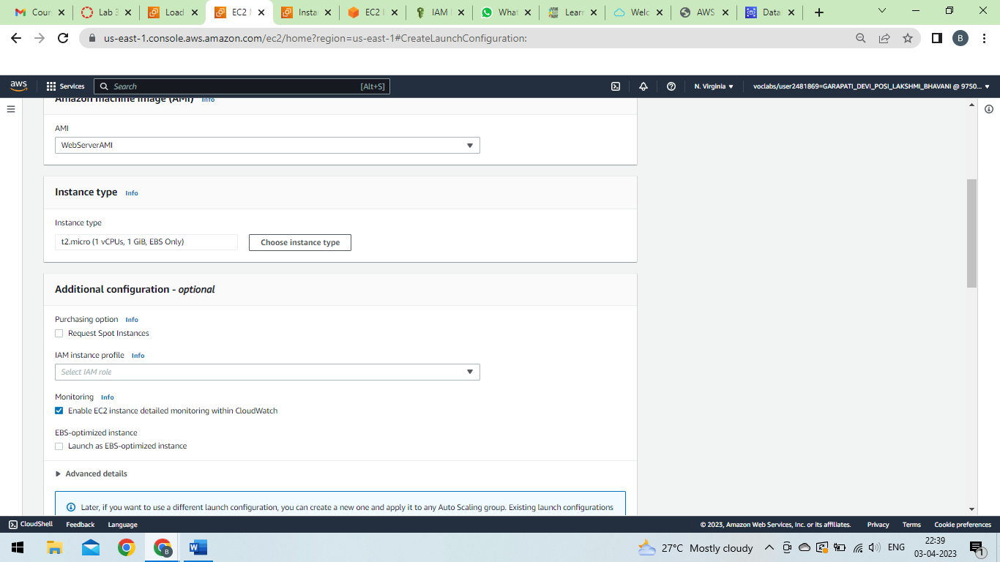 Cour
Lab 3
Load
EC2
Insta
EC2
IAM
What
Lear
Welc
AWS
Data
us-east-1.console.aws.amazon.com/ec2/home?region=us-east-1#CreateLaunchConfiguration:
B
aws
Services
Search
[Alt+S]
N. Virginia
voclabs/user2481869=GARAPATI_DEVI_POSI_LAKSHMI_BHAVANI @ 9750...
Amazon machine image (AMI) Info
AMI
WebServerAMI
Instance type Info
Instance type
t2.micro (1 vCPUs, 1 GiB, EBS Only)
Choose instance type
Additional configuration - optional
Purchasing option Info
Request Spot Instances
IAM instance profile Info
Select IAM role
Monitoring Info
Enable EC2 instance detailed monitoring within CloudWatch
EBS-optimized instance
Launch as EBS-optimized instance
Advanced details
Later, if you want to use a different launch configuration, you can create a new one and apply it to any Auto Scaling group. Existing launch configurations
CloudShell
Feedback
Language
© 2023, Amazon Web Services, Inc. or its affiliates.
Privacy
Terms
Cookie preferences
B
W
27°C Mostly cloudy
ENG
22:39
03-04-2023
1